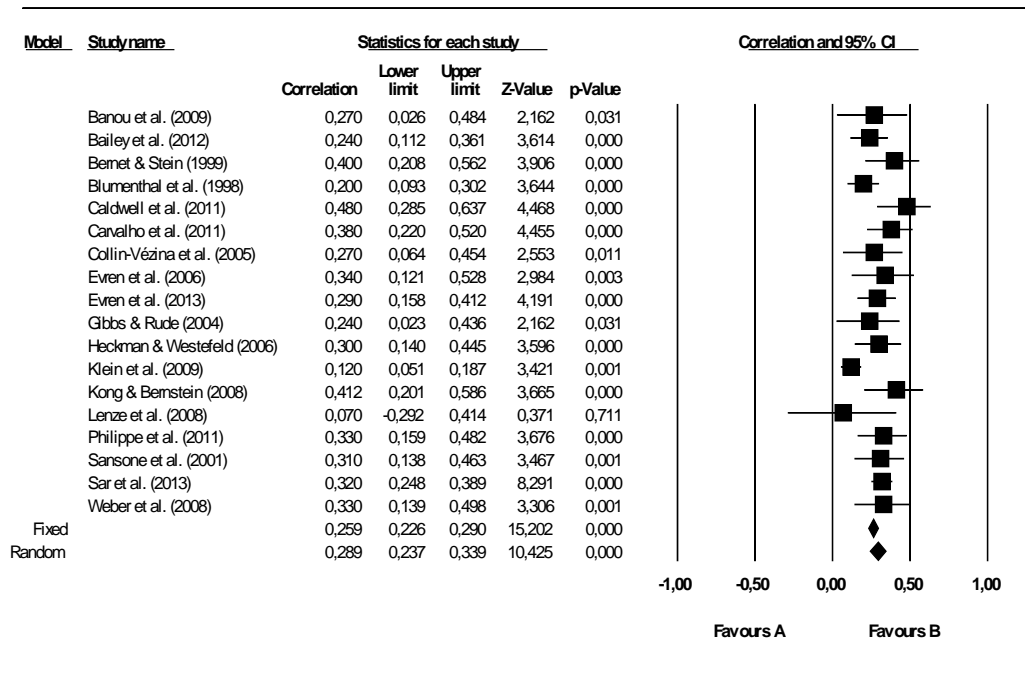 Model Study name Statistics for each study Correlation and 95% CI
Lower Upper
Correlation limit limit Z-Value p-Value
Banou et al. (2009) 0,270 0,026 0,484 2,162 0,031
Bailey et al. (2012) 0,240 0,112 0,361 3,614 0,000
Bernet & Stein (1999) 0,400 0,208 0,562 3,906 0,000
Blumenthal et al. (1998) 0,200 0,093 0,302 3,644 0,000
Caldwell et al. (2011) 0,480 0,285 0,637 4,468 0,000
Carvalho et al. (2011) 0,380 0,220 0,520 4,455 0,000
Collin-Vézina et al. (2005) 0,270 0,064 0,454 2,553 0,011
Evren et al. (2006) 0,340 0,121 0,528 2,984 0,003
Evren et al. (2013) 0,290 0,158 0,412 4,191 0,000
Gibbs & Rude (2004) 0,240 0,023 0,436 2,162 0,031
Heckman & Westefeld (2006) 0,300 0,140 0,445 3,596 0,000
Klein et al. (2009) 0,120 0,051 0,187 3,421 0,001
Kong & Bernstein (2008) 0,412 0,201 0,586 3,665 0,000
Lenze et al. (2008) 0,070 -0,292 0,414 0,371 0,711
Philippe et al. (2011) 0,330 0,159 0,482 3,676 0,000
Sansone et al. (2001) 0,310 0,138 0,463 3,467 0,001
Sar et al. (2013) 0,320 0,248 0,389 8,291 0,000
Weber et al. (2008) 0,330 0,139 0,498 3,306 0,001
Fixed 0,259 0,226 0,290 15,202 0,000
Random 0,289 0,237 0,339 10,425 0,000
-1,00 -0,50 0,00 0,50 1,00
Favours A Favours B